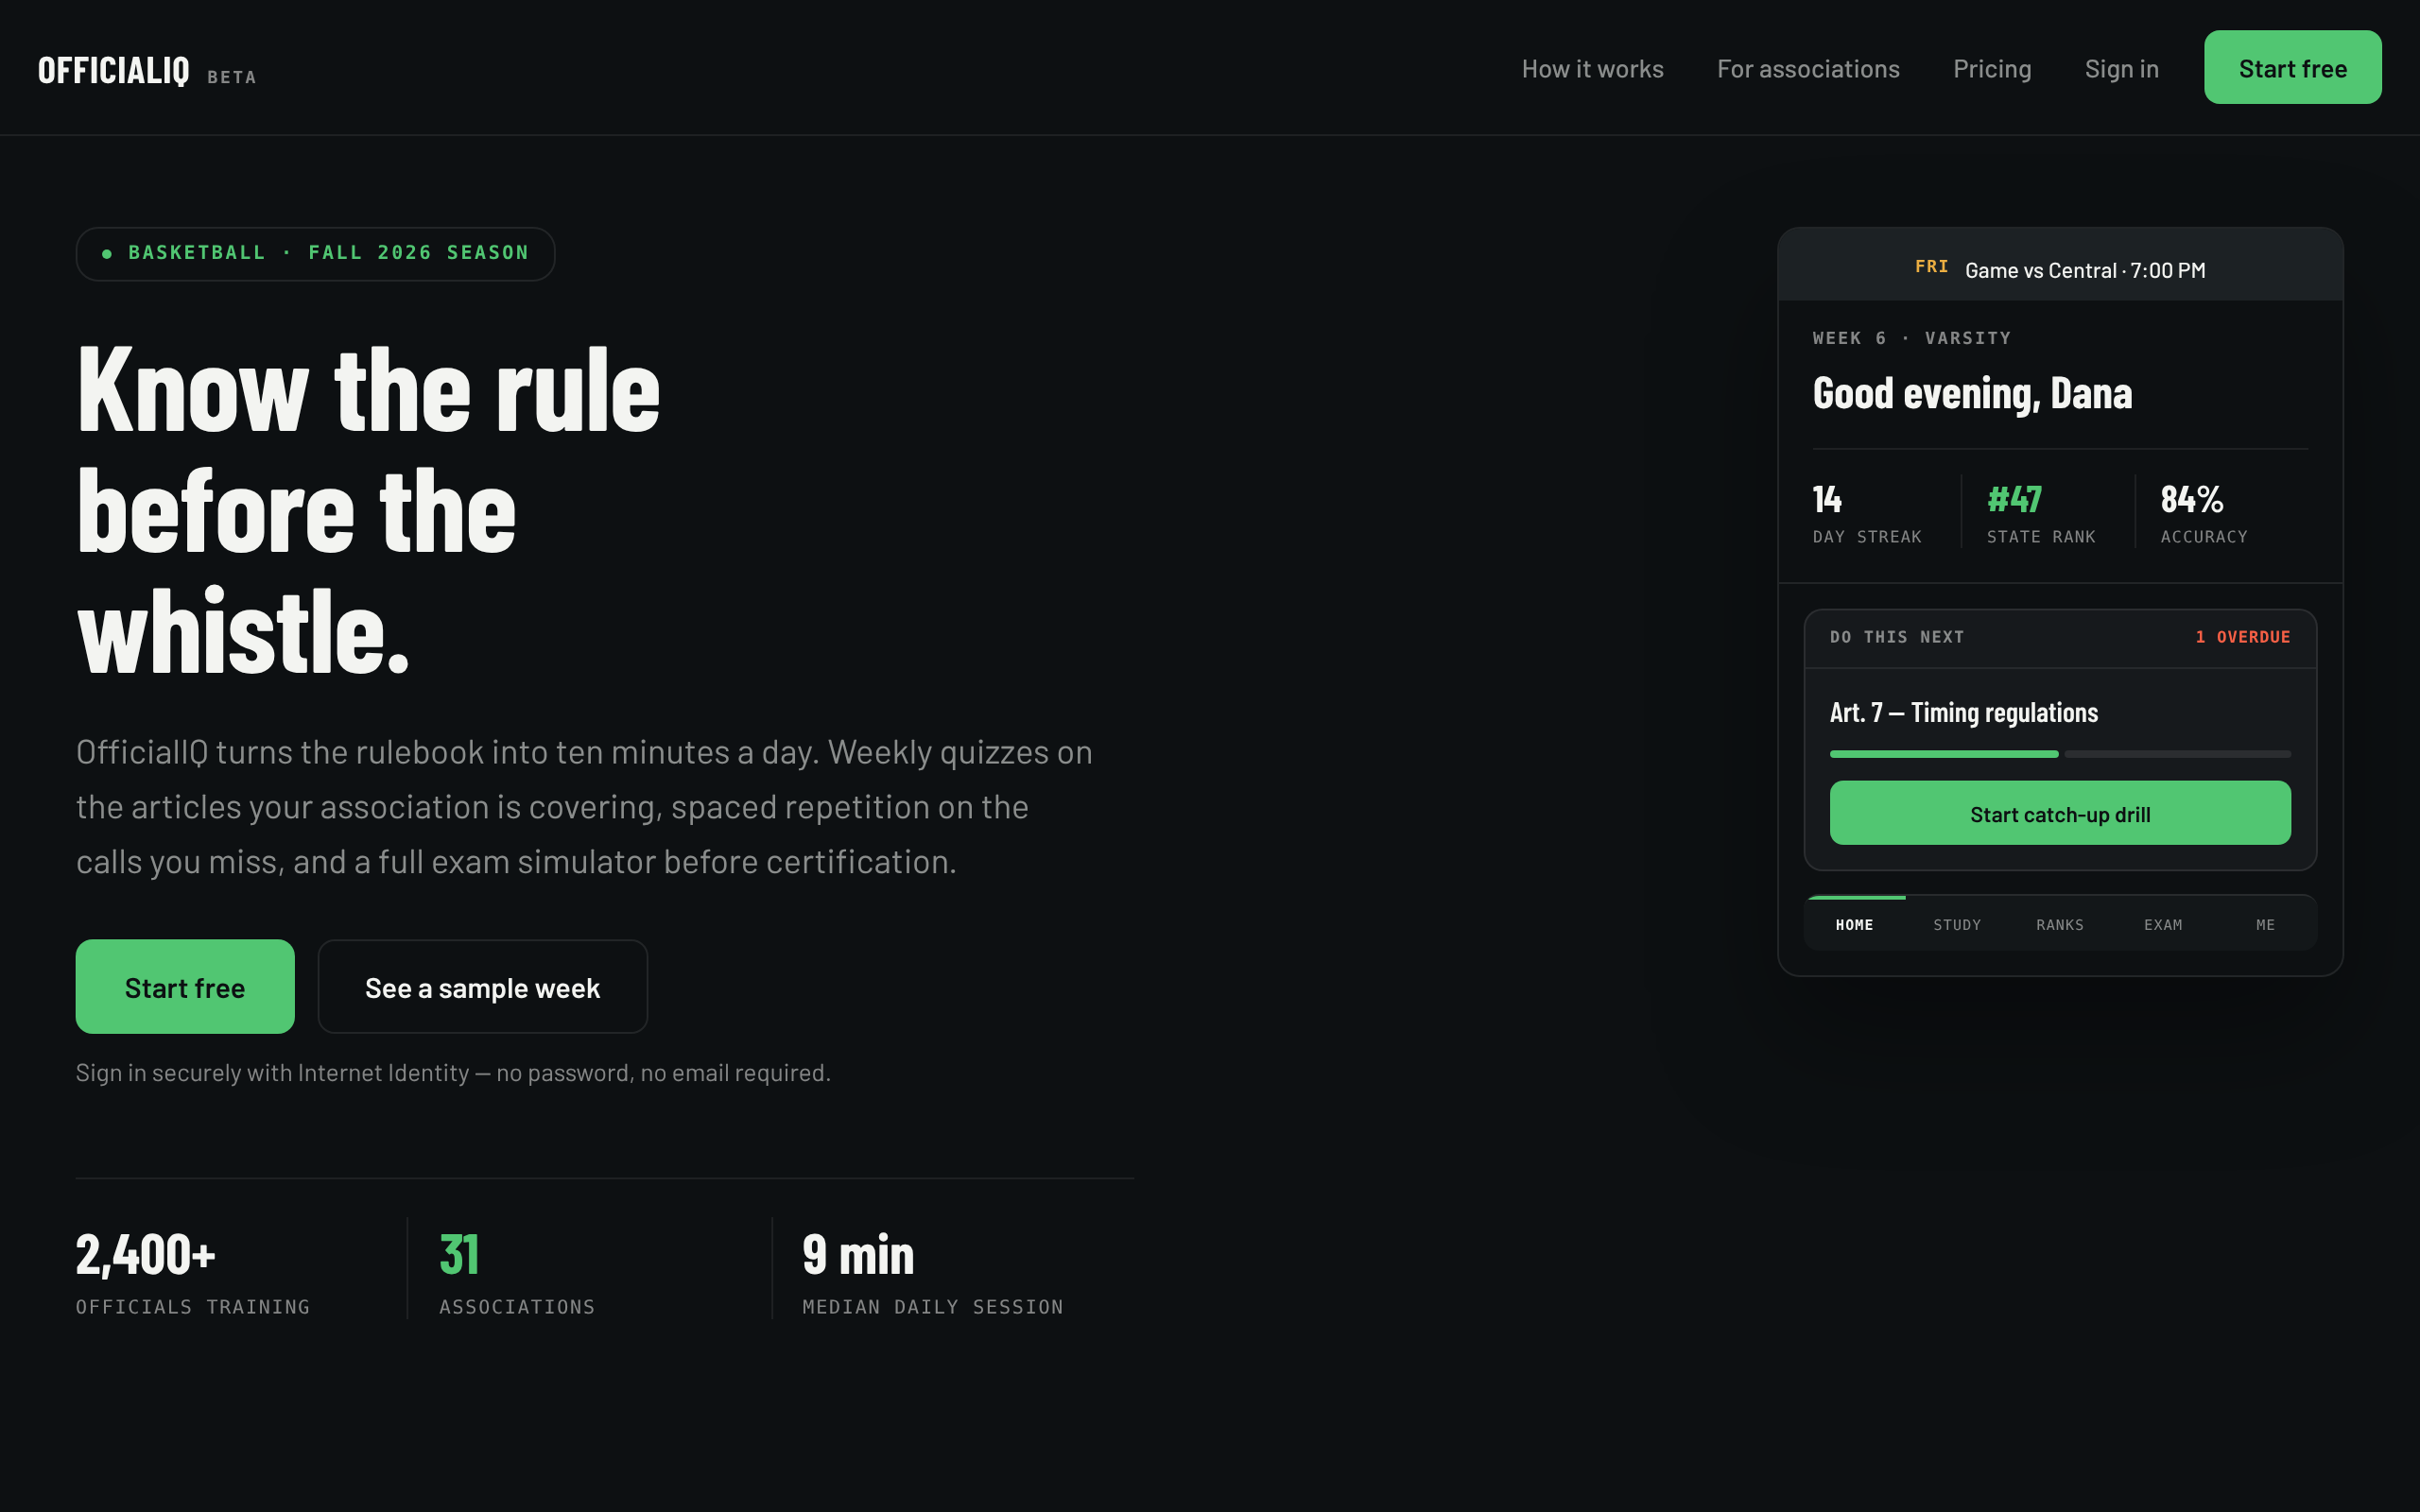 OFFICIALIQ BETA
How it works
For associations
Pricing
Sign in
Start free
BASKETBALL · FALL 2026 SEASON
Know the rule
before the
whistle.
OfficialIQ turns the rulebook into ten minutes a day. Weekly quizzes on
the articles your association is covering, spaced repetition on the
calls you miss, and a full exam simulator before certification.
Start free
See a sample week
Sign in securely with Internet Identity — no password, no email required.
2,400+
OFFICIALS TRAINING
31
ASSOCIATIONS
9 min
MEDIAN DAILY SESSION
FRI Game vs Central · 7:00 PM
WEEK 6 · VARSITY
Good evening, Dana
14
DAY STREAK
#47
STATE RANK
84%
ACCURACY
DO THIS NEXT
1 OVERDUE
Art. 7 — Timing regulations
Start catch-up drill
HOME
STUDY
RANKS
EXAM
ME